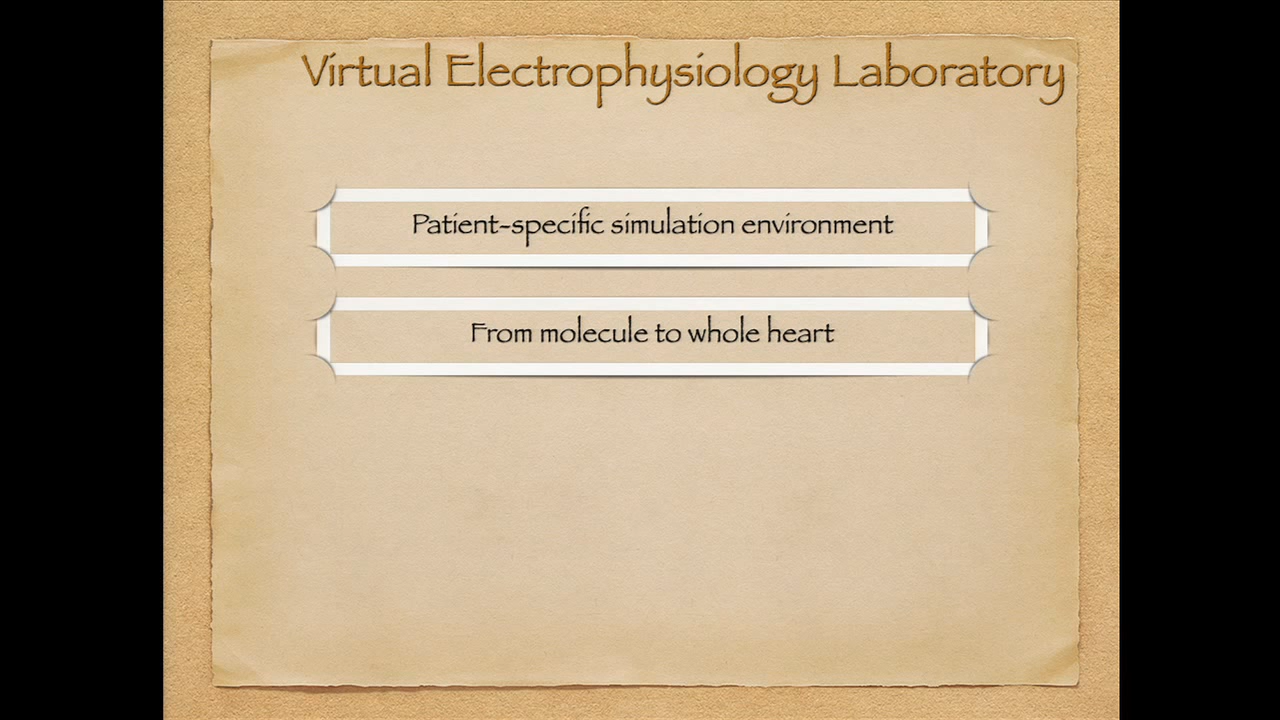 Virtual Electrophysiology Laboratory
Patient-specific simulation environment
From molecule to whole heart